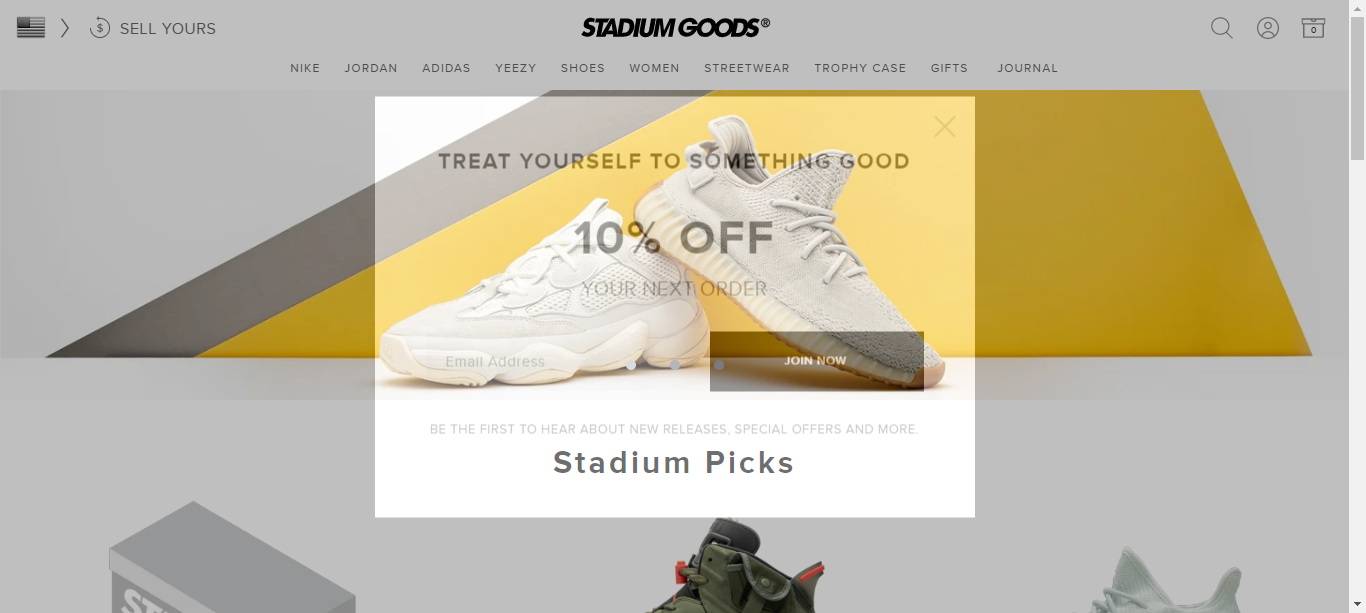 $ SELL YOURS
STADIUM GOODS®
0
NIKE JORDAN ADIDAS YEEZY SHOES WOMEN STREETWEAR TROPHY CASE GIFTS JOURNAL
TREAT YOURSELF TO SOMETHING GOOD
10% OFF
YOUR NEXT ORDER
Email Address
JOIN NOW
BE THE FIRST TO HEAR ABOUT NEW RELEASES, SPECIAL OFFERS AND MORE.
Stadium Picks
ST